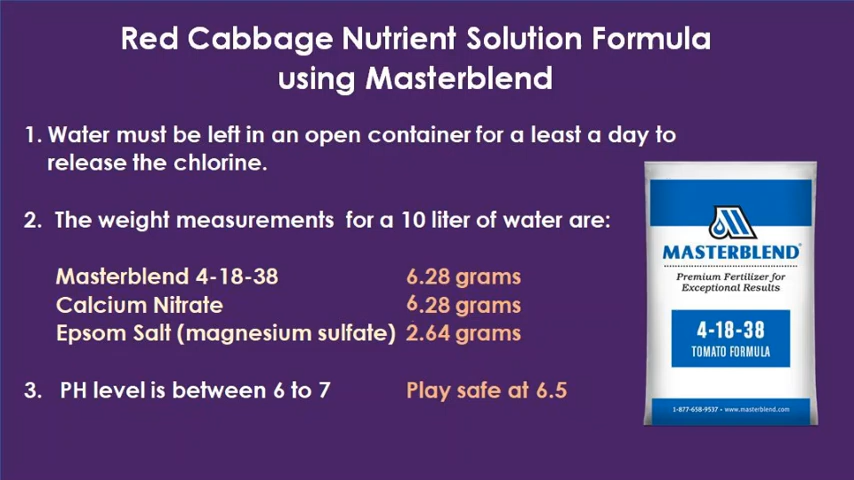 Red Cabbage Nutrient Solution Formula
using Masterblend
1. Water must be left in an open container for a least a day to
release the chlorine.
2. The weight measurements for a 10 liter of water are:
Masterblend 4-18-38 6.28 grams
Calcium Nitrate 6.28 grams
Epsom Salt (magnesium sulfate) 2.64 grams
3. PH level is between 6 to 7 Play safe at 6.5
MASTERBLEND®
Premium Fertilizer for
Exceptional Results
4-18-38
TOMATO FORMULA
1-877-658-9537 • www.masterblend.com